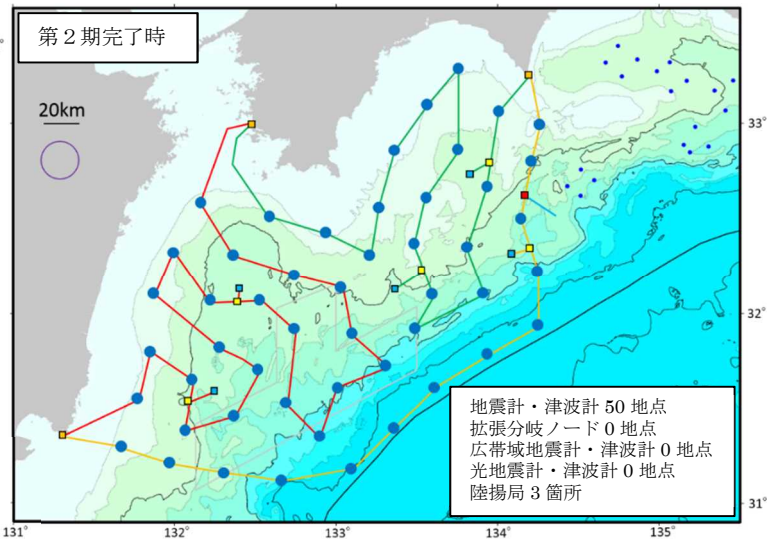 第２期完了時
20km
33°
32°
31°
地震計・津波計 50 地点
拡張分岐ノード 0 地点
広帯域地震計・津波計 0 地点
光地震計・津波計 0 地点
陸揚局 3 箇所
131°
132°
133°
134°
135°